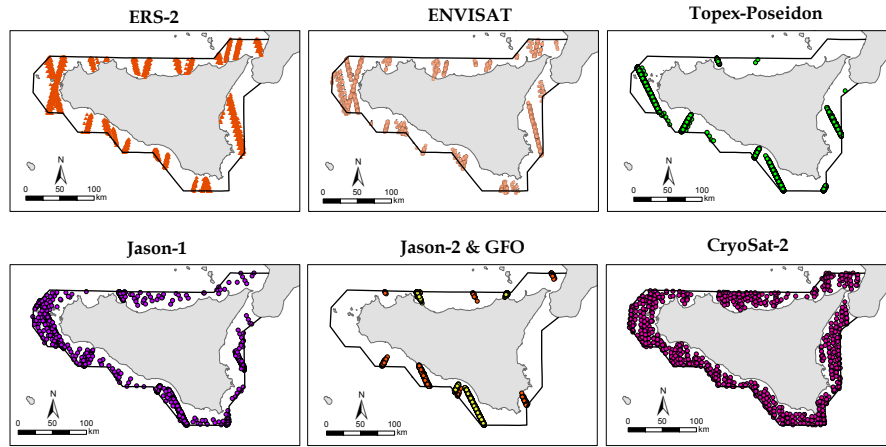 ERS-2 ENVISAT Topex-Poseidon
N N N
0 50 100 0 50 100 0 50 100
km km km
Jason-1 Jason-2 & GFO CryoSat-2
N N N
0 50 100 0 50 100 0 50 100
km km km